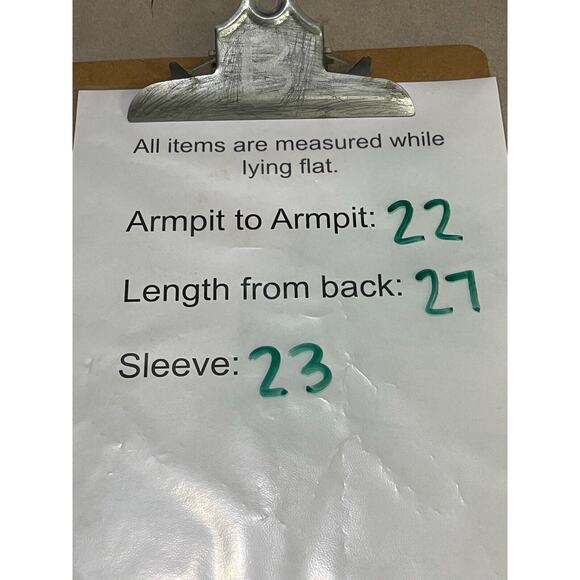 B
All items are measured while
lying flat.
Armpit to Armpit: 22
Length from back: 27
Sleeve: 23